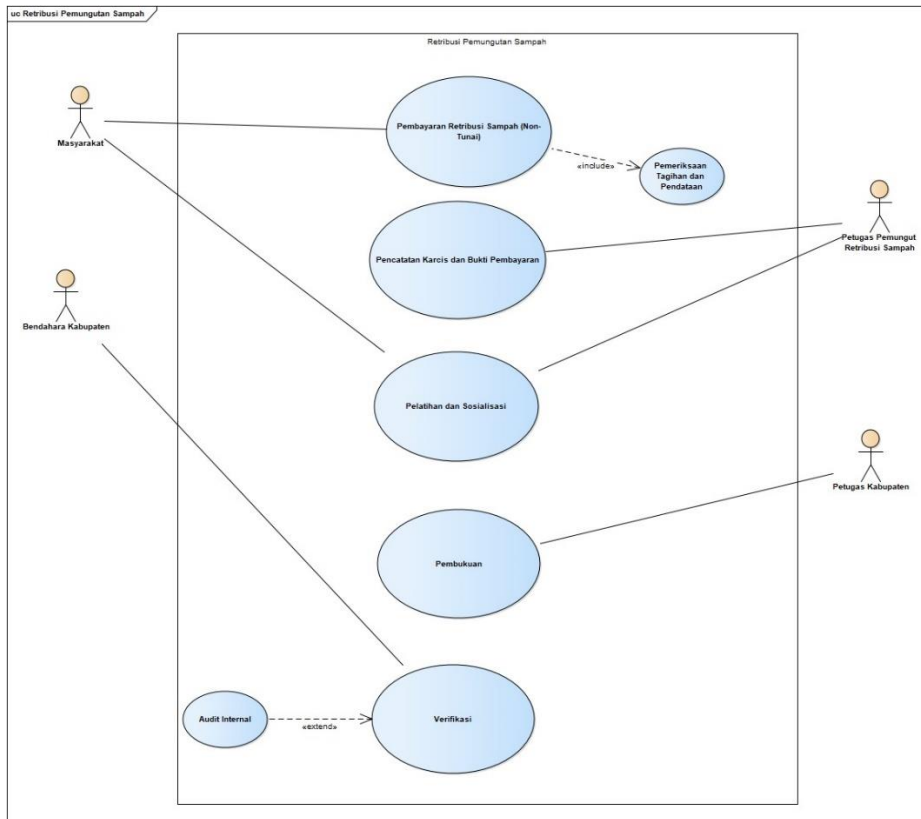 uc Retribusi Pemungutan Sampah
Retribusi Pemungutan Sampah
Masyarakat
Pembayaran Retribusi Sampah (Non-
Tunai)
«include»
Pemeriksaan
Tagihan dan
Pendataan
Petugas Pemungut
Retribusi Sampah
Pencatatan Karcis dan Bukti Pembayaran
Bendahara Kabupaten
Pelatihan dan Sosialisasi
Petugas Kabupaten
Pembukuan
Audit Internal
«extend»
Verifikasi